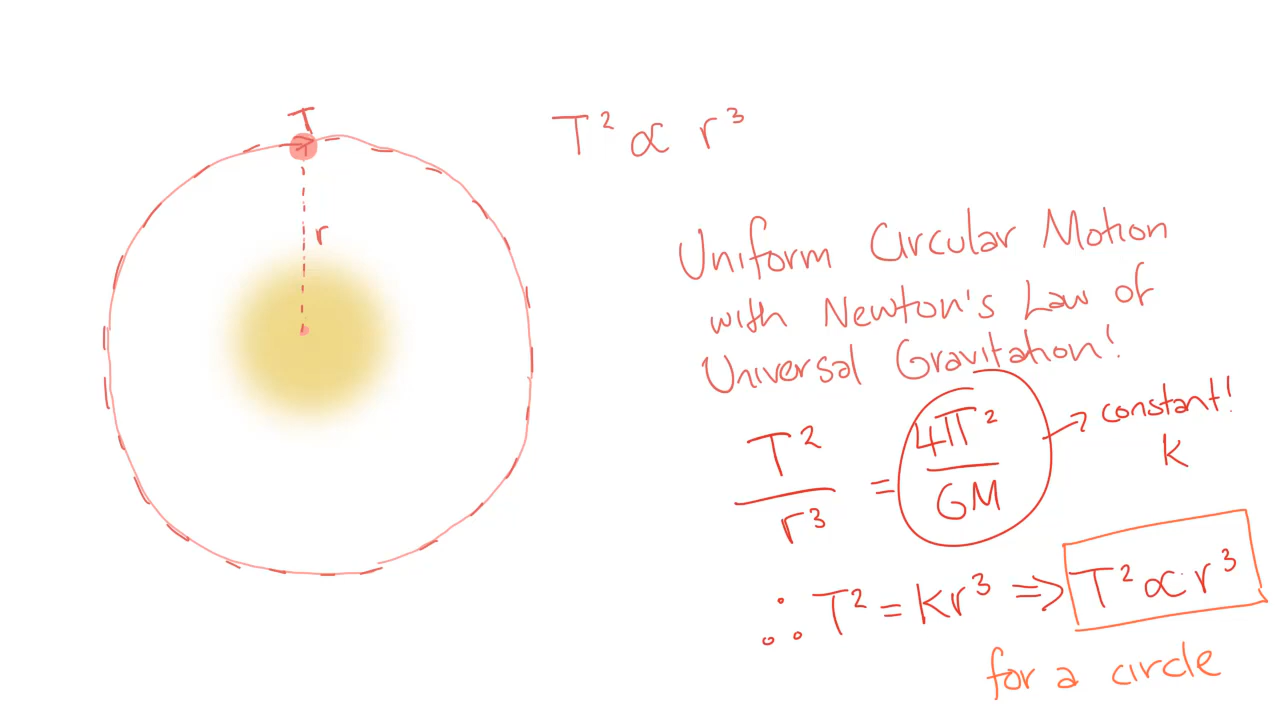 T
r
T² ∝ r³
Uniform Circular Motion
with Newton's Law of
Universal Gravitation!
T²/r³ = 4π²/GM → constant!
k
∴ T² = kr³ ⇒ T² ∝ r³
for a circle